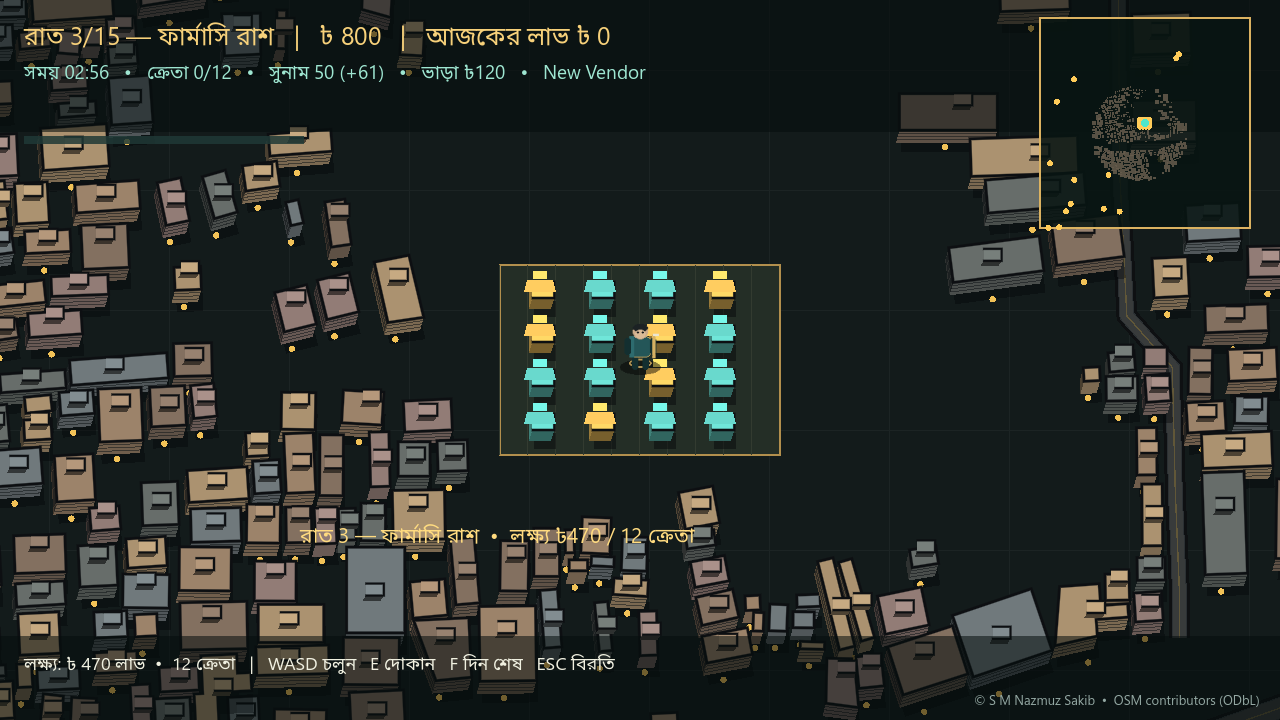 রাত 3/15 — ফার্মাসি রাশ | ৳ 800 | আজকের লাভ ৳ 0
সময় 02:56 • ক্রেতা 0/12 • সুনাম 50 (+61) • ভাড়া ৳120 • New Vendor
রাত 3 — ফার্মাসি রাশ • লক্ষ্য ৳470 / 12 ক্রেতা
লক্ষ্য: ৳ 470 লাভ • 12 ক্রেতা | WASD চলুন E দোকান F দিন শেষ ESC বিরতি
© S M Nazmuz Sakib • OSM contributors (ODbL)